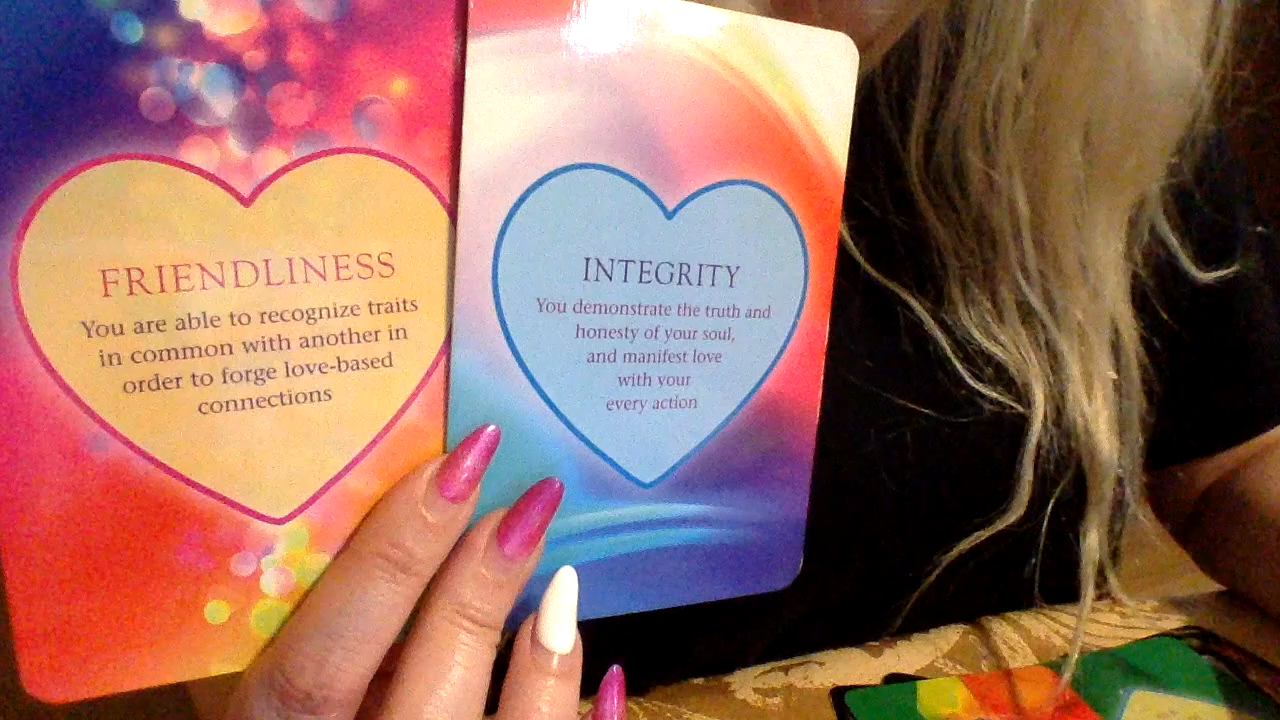 FRIENDLINESS
You are able to recognize traits
in common with another in
order to forge love-based
connections
INTEGRITY
You demonstrate the truth and
honesty of your soul,
and manifest love
with your
every action